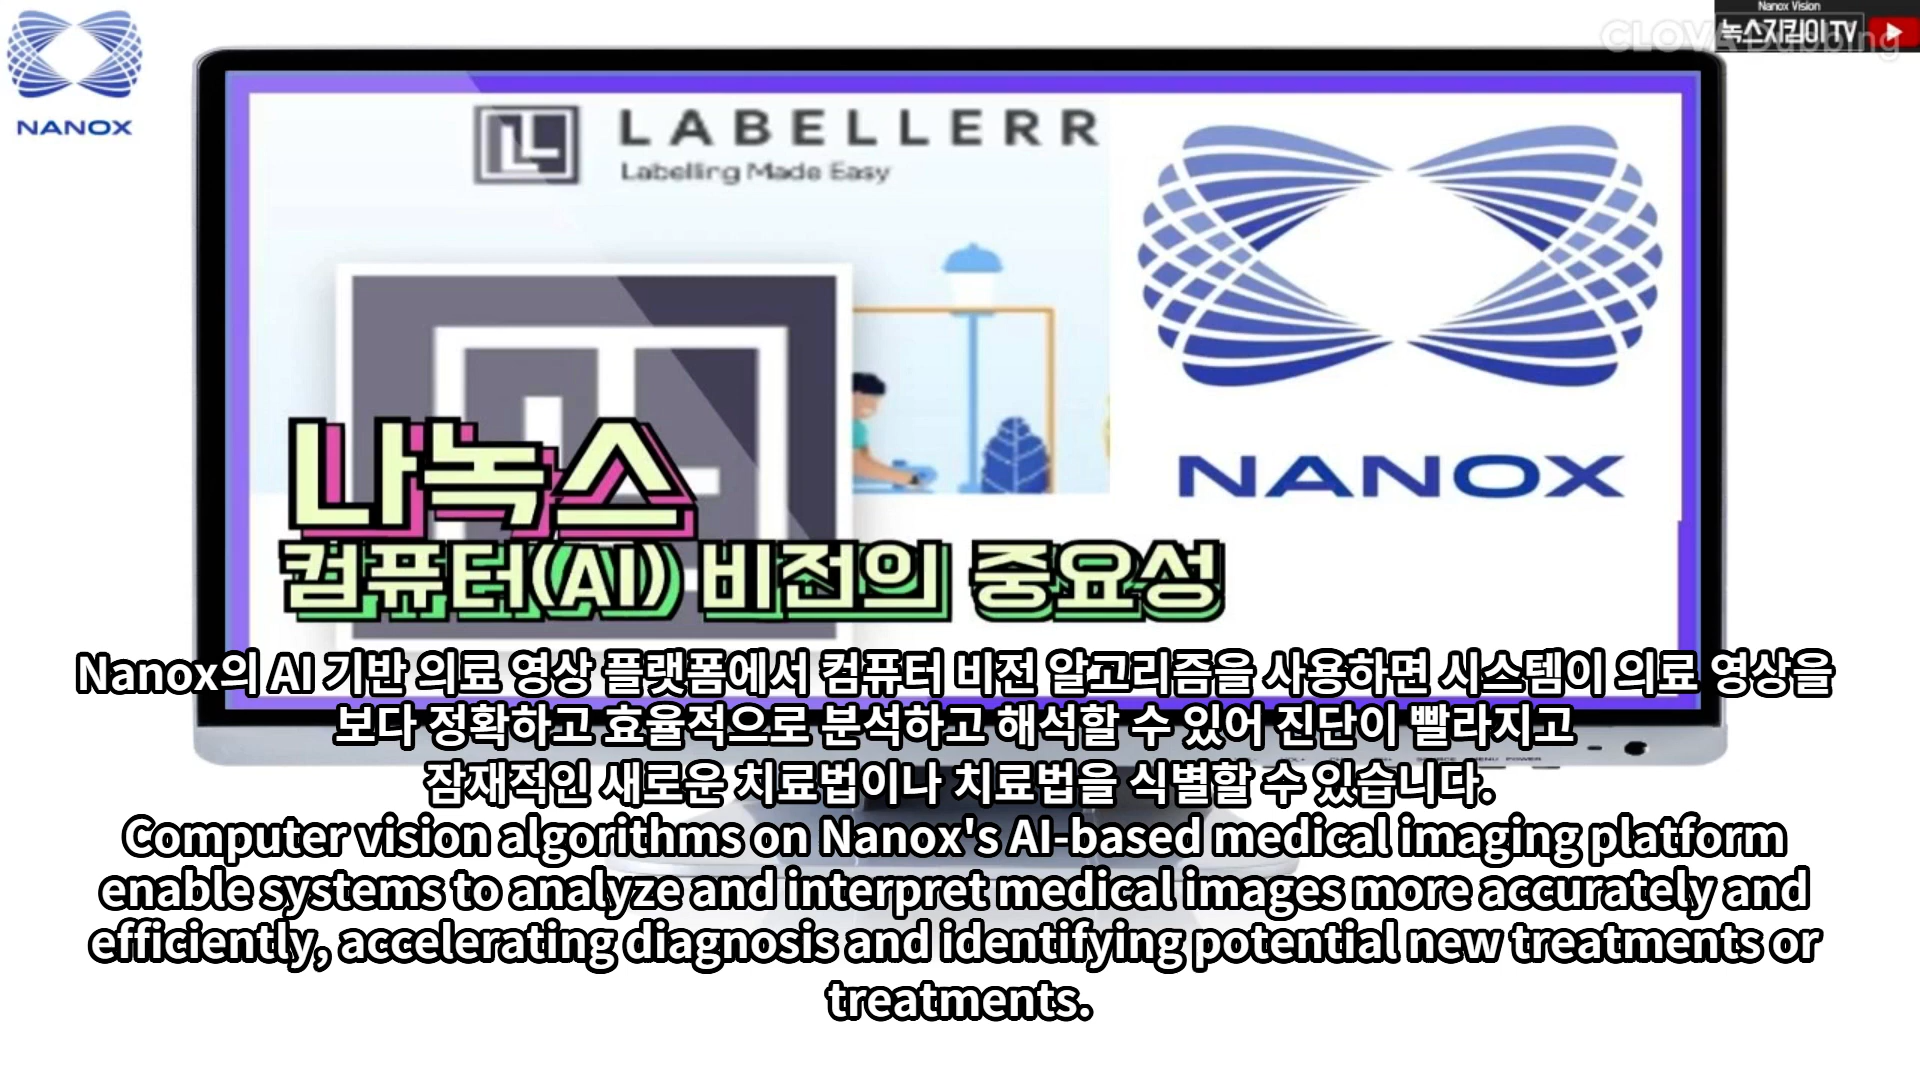 Nanox Vision
녹스지킴이TV
CLOVA Dubbing
NANOX
LABELLERR
Labelling Made Easy
NANOX
나녹스
컴퓨터(AI) 비전의 중요성
Nanox의 AI 기반 의료 영상 플랫폼에서 컴퓨터 비전 알고리즘을 사용하면 시스템이 의료 영상을
보다 정확하고 효율적으로 분석하고 해석할 수 있어 진단이 빨라지고
잠재적인 새로운 치료법이나 치료법을 식별할 수 있습니다.
Computer vision algorithms on Nanox's AI-based medical imaging platform
enable systems to analyze and interpret medical images more accurately and
efficiently, accelerating diagnosis and identifying potential new treatments or
treatments.